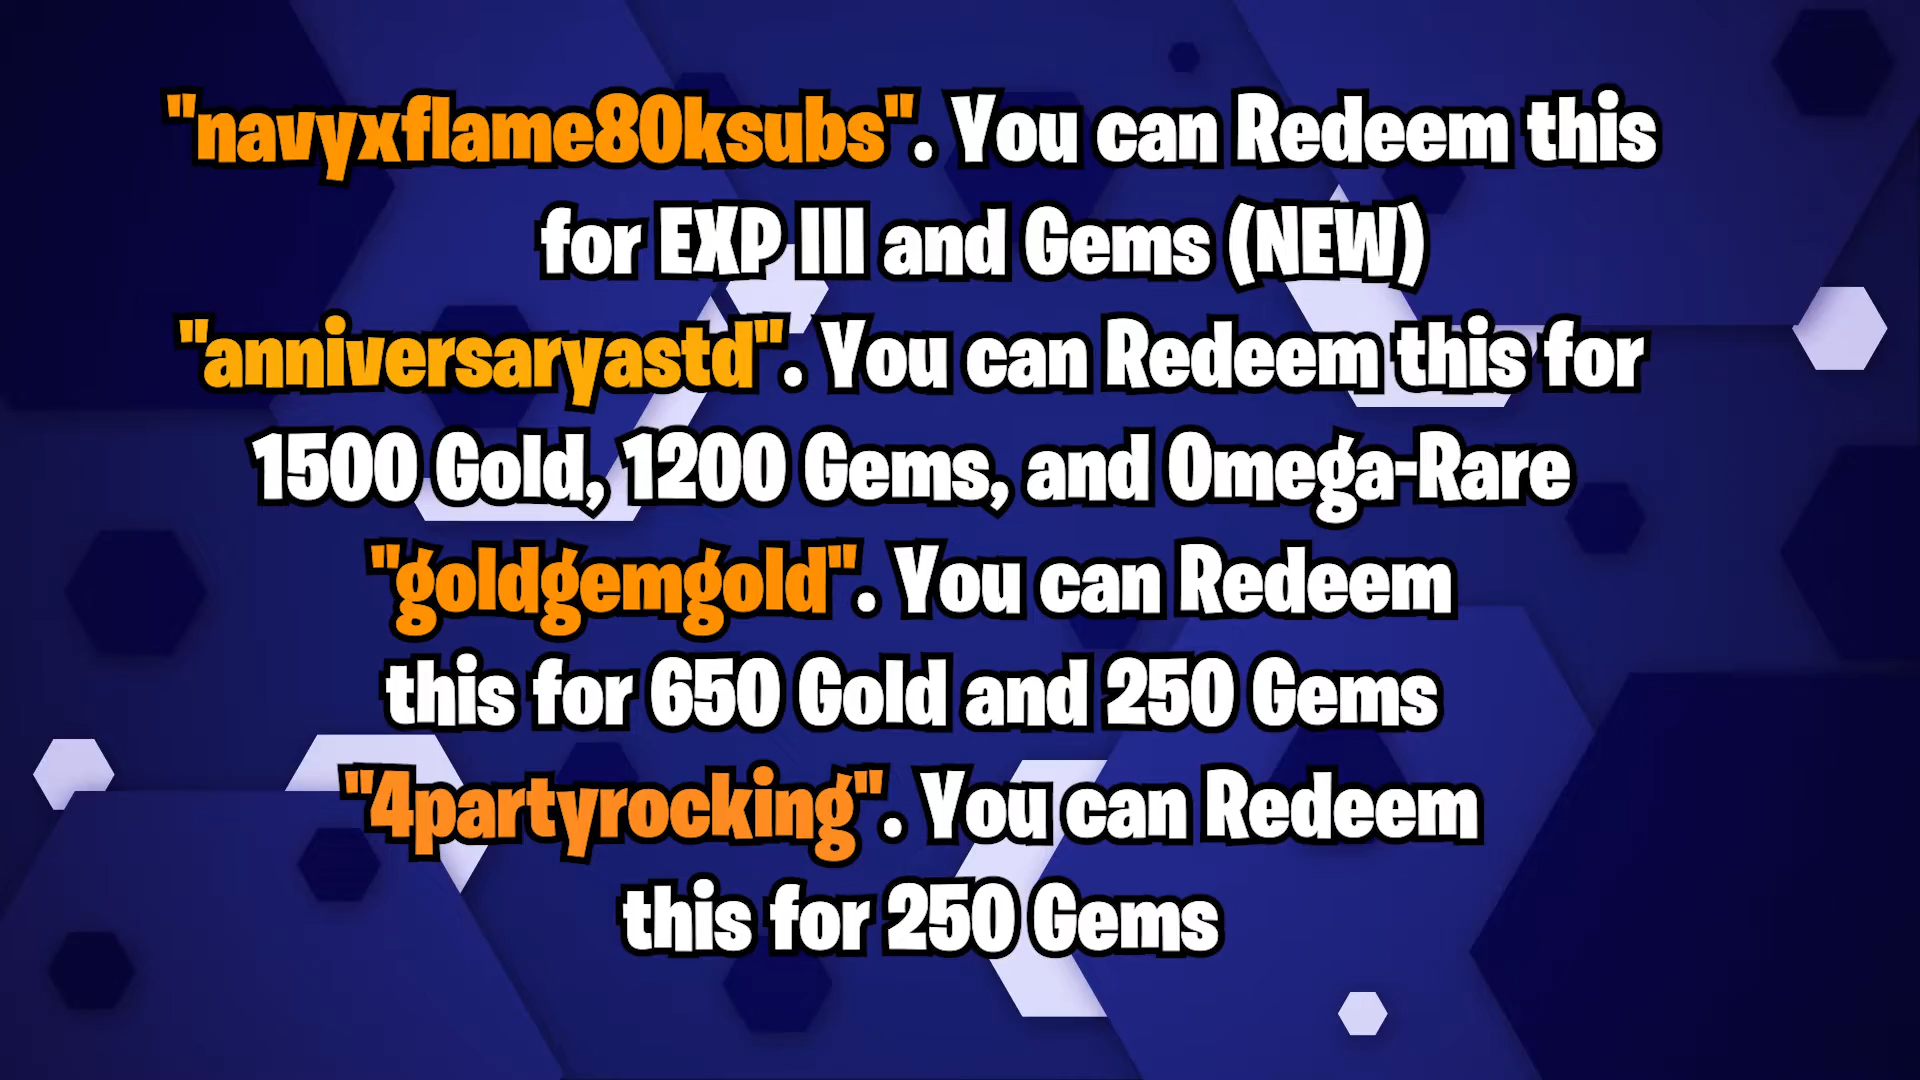 "navyxflame80ksubs". You can Redeem this
for EXP III and Gems (NEW)
"anniversaryastd". You can Redeem this for
1500 Gold, 1200 Gems, and Omega-Rare
"goldgemgold". You can Redeem
this for 650 Gold and 250 Gems
"4partyrocking". You can Redeem
this for 250 Gems